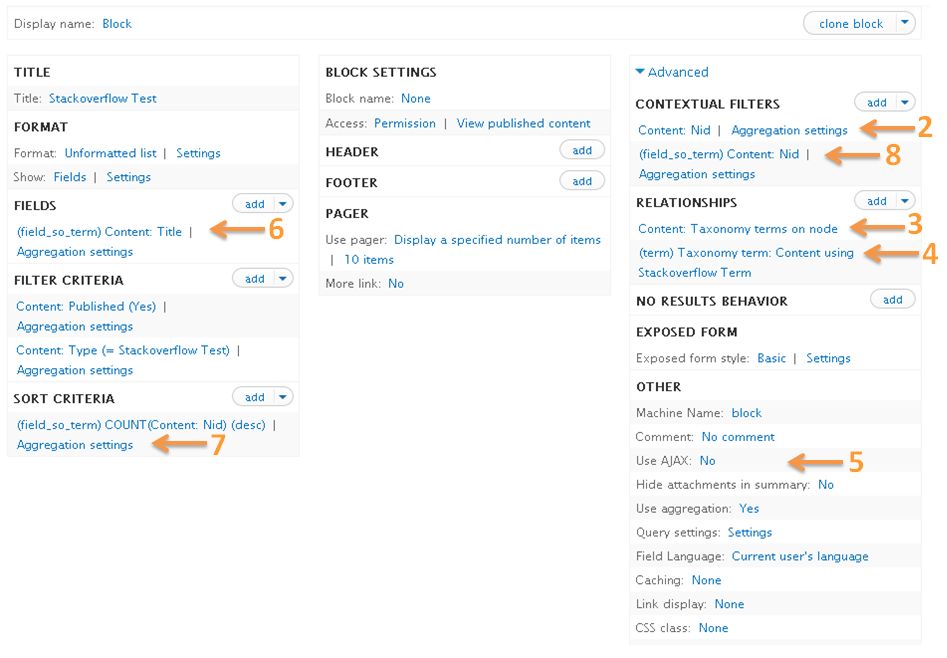 Display name: Block
clone block
TITLE
Title: Stackoverflow Test
FORMAT
Format: Unformatted list | Settings
Show: Fields | Settings
FIELDS
add
(field_so_term) Content: Title |
6
Aggregation settings
FILTER CRITERIA
add
Content: Published (Yes) |
Aggregation settings
Content: Type (= Stackoverflow Test) |
Aggregation settings
SORT CRITERIA
add
(field_so_term) COUNT(Content: Nid) (desc) |
Aggregation settings
7
BLOCK SETTINGS
Block name: None
Access: Permission | View published content
HEADER
add
FOOTER
add
PAGER
Use pager: Display a specified number of items
| 10 items
More link: No
Advanced
CONTEXTUAL FILTERS
add
Content: Nid | Aggregation settings
2
(field_so_term) Content: Nid |
8
Aggregation settings
RELATIONSHIPS
add
Content: Taxonomy terms on node
3
(term) Taxonomy term: Content using
4
Stackoverflow Term
NO RESULTS BEHAVIOR
add
EXPOSED FORM
Exposed form style: Basic | Settings
OTHER
Machine Name: block
Comment: No comment
Use AJAX: No
5
Hide attachments in summary: No
Use aggregation: Yes
Query settings: Settings
Field Language: Current user's language
Caching: None
Link display: None
CSS class: None